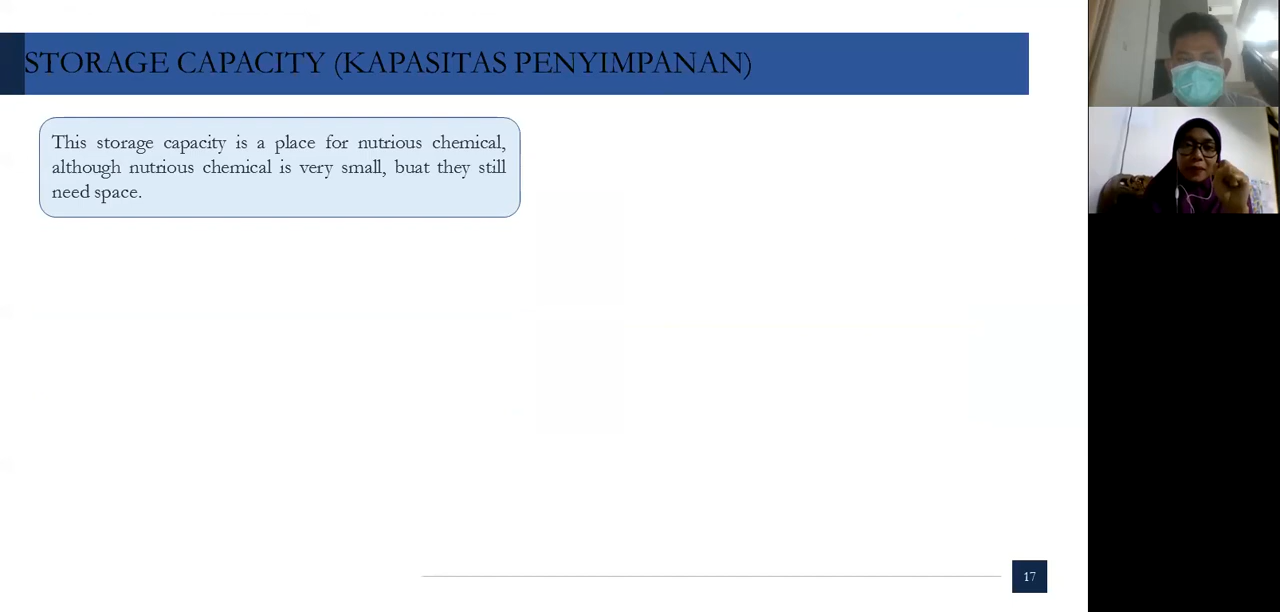 STORAGE CAPACITY (KAPASITAS PENYIMPANAN)
This storage capacity is a place for nutrious chemical,
although nutrious chemical is very small, buat they still
need space.
17